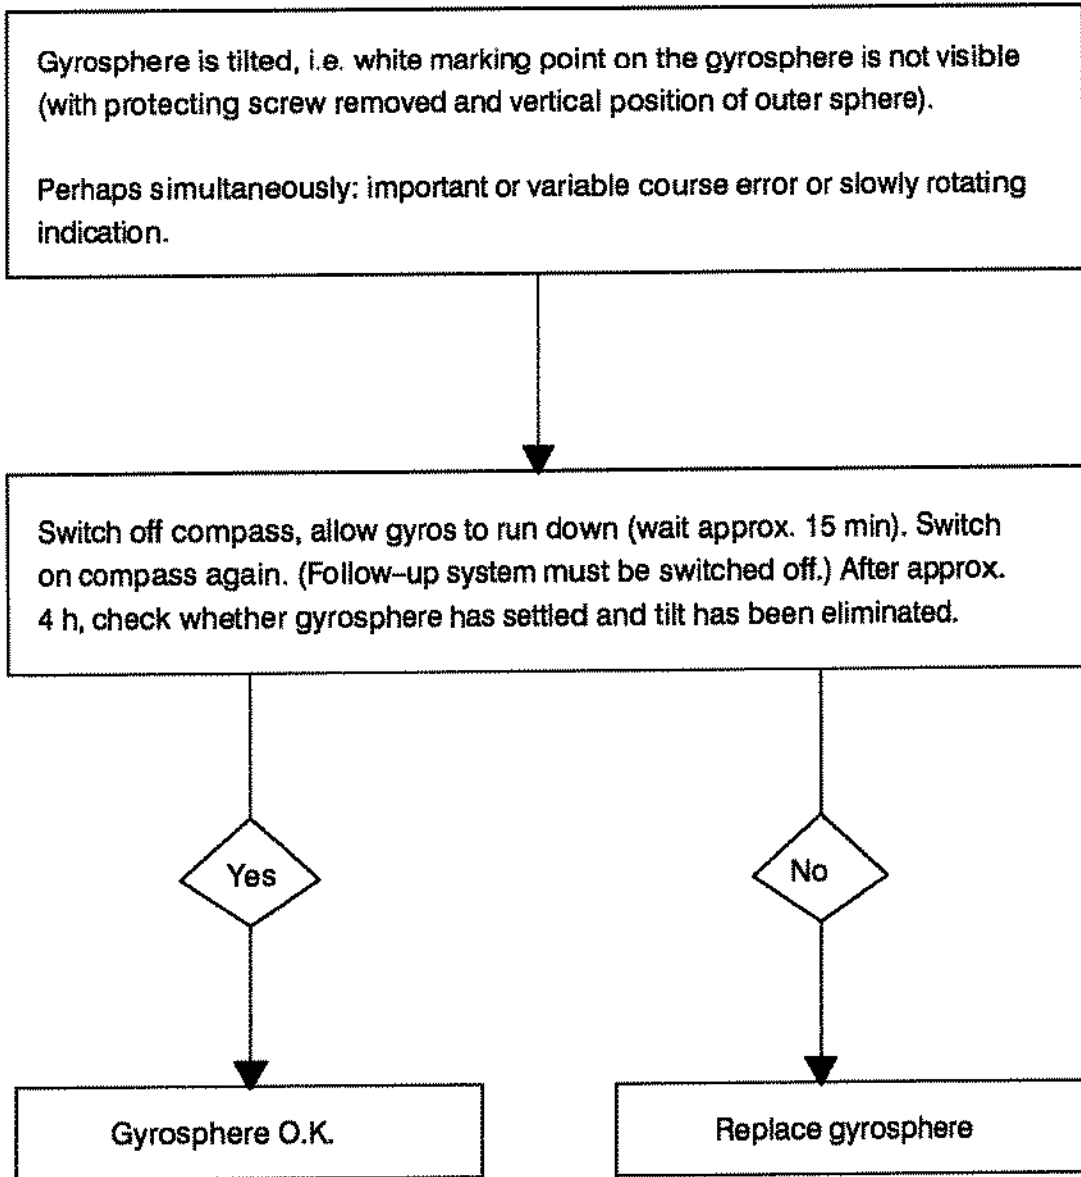 Gyrosphere is tilted, i.e. white marking point on the gyrosphere is not visible
(with protecting screw removed and vertical position of outer sphere).
Perhaps simultaneously: important or variable course error or slowly rotating
indication.
Switch off compass, allow gyros to run down (wait approx. 15 min). Switch
on compass again. (Follow–up system must be switched off.) After approx.
4 h, check whether gyrosphere has settled and tilt has been eliminated.
Yes
No
Gyrosphere O.K.
Replace gyrosphere